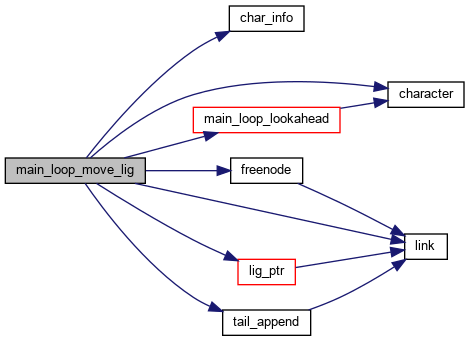 char_info
character
main_loop_lookahead
main_loop_move_lig
freenode
link
lig_ptr
tail_append